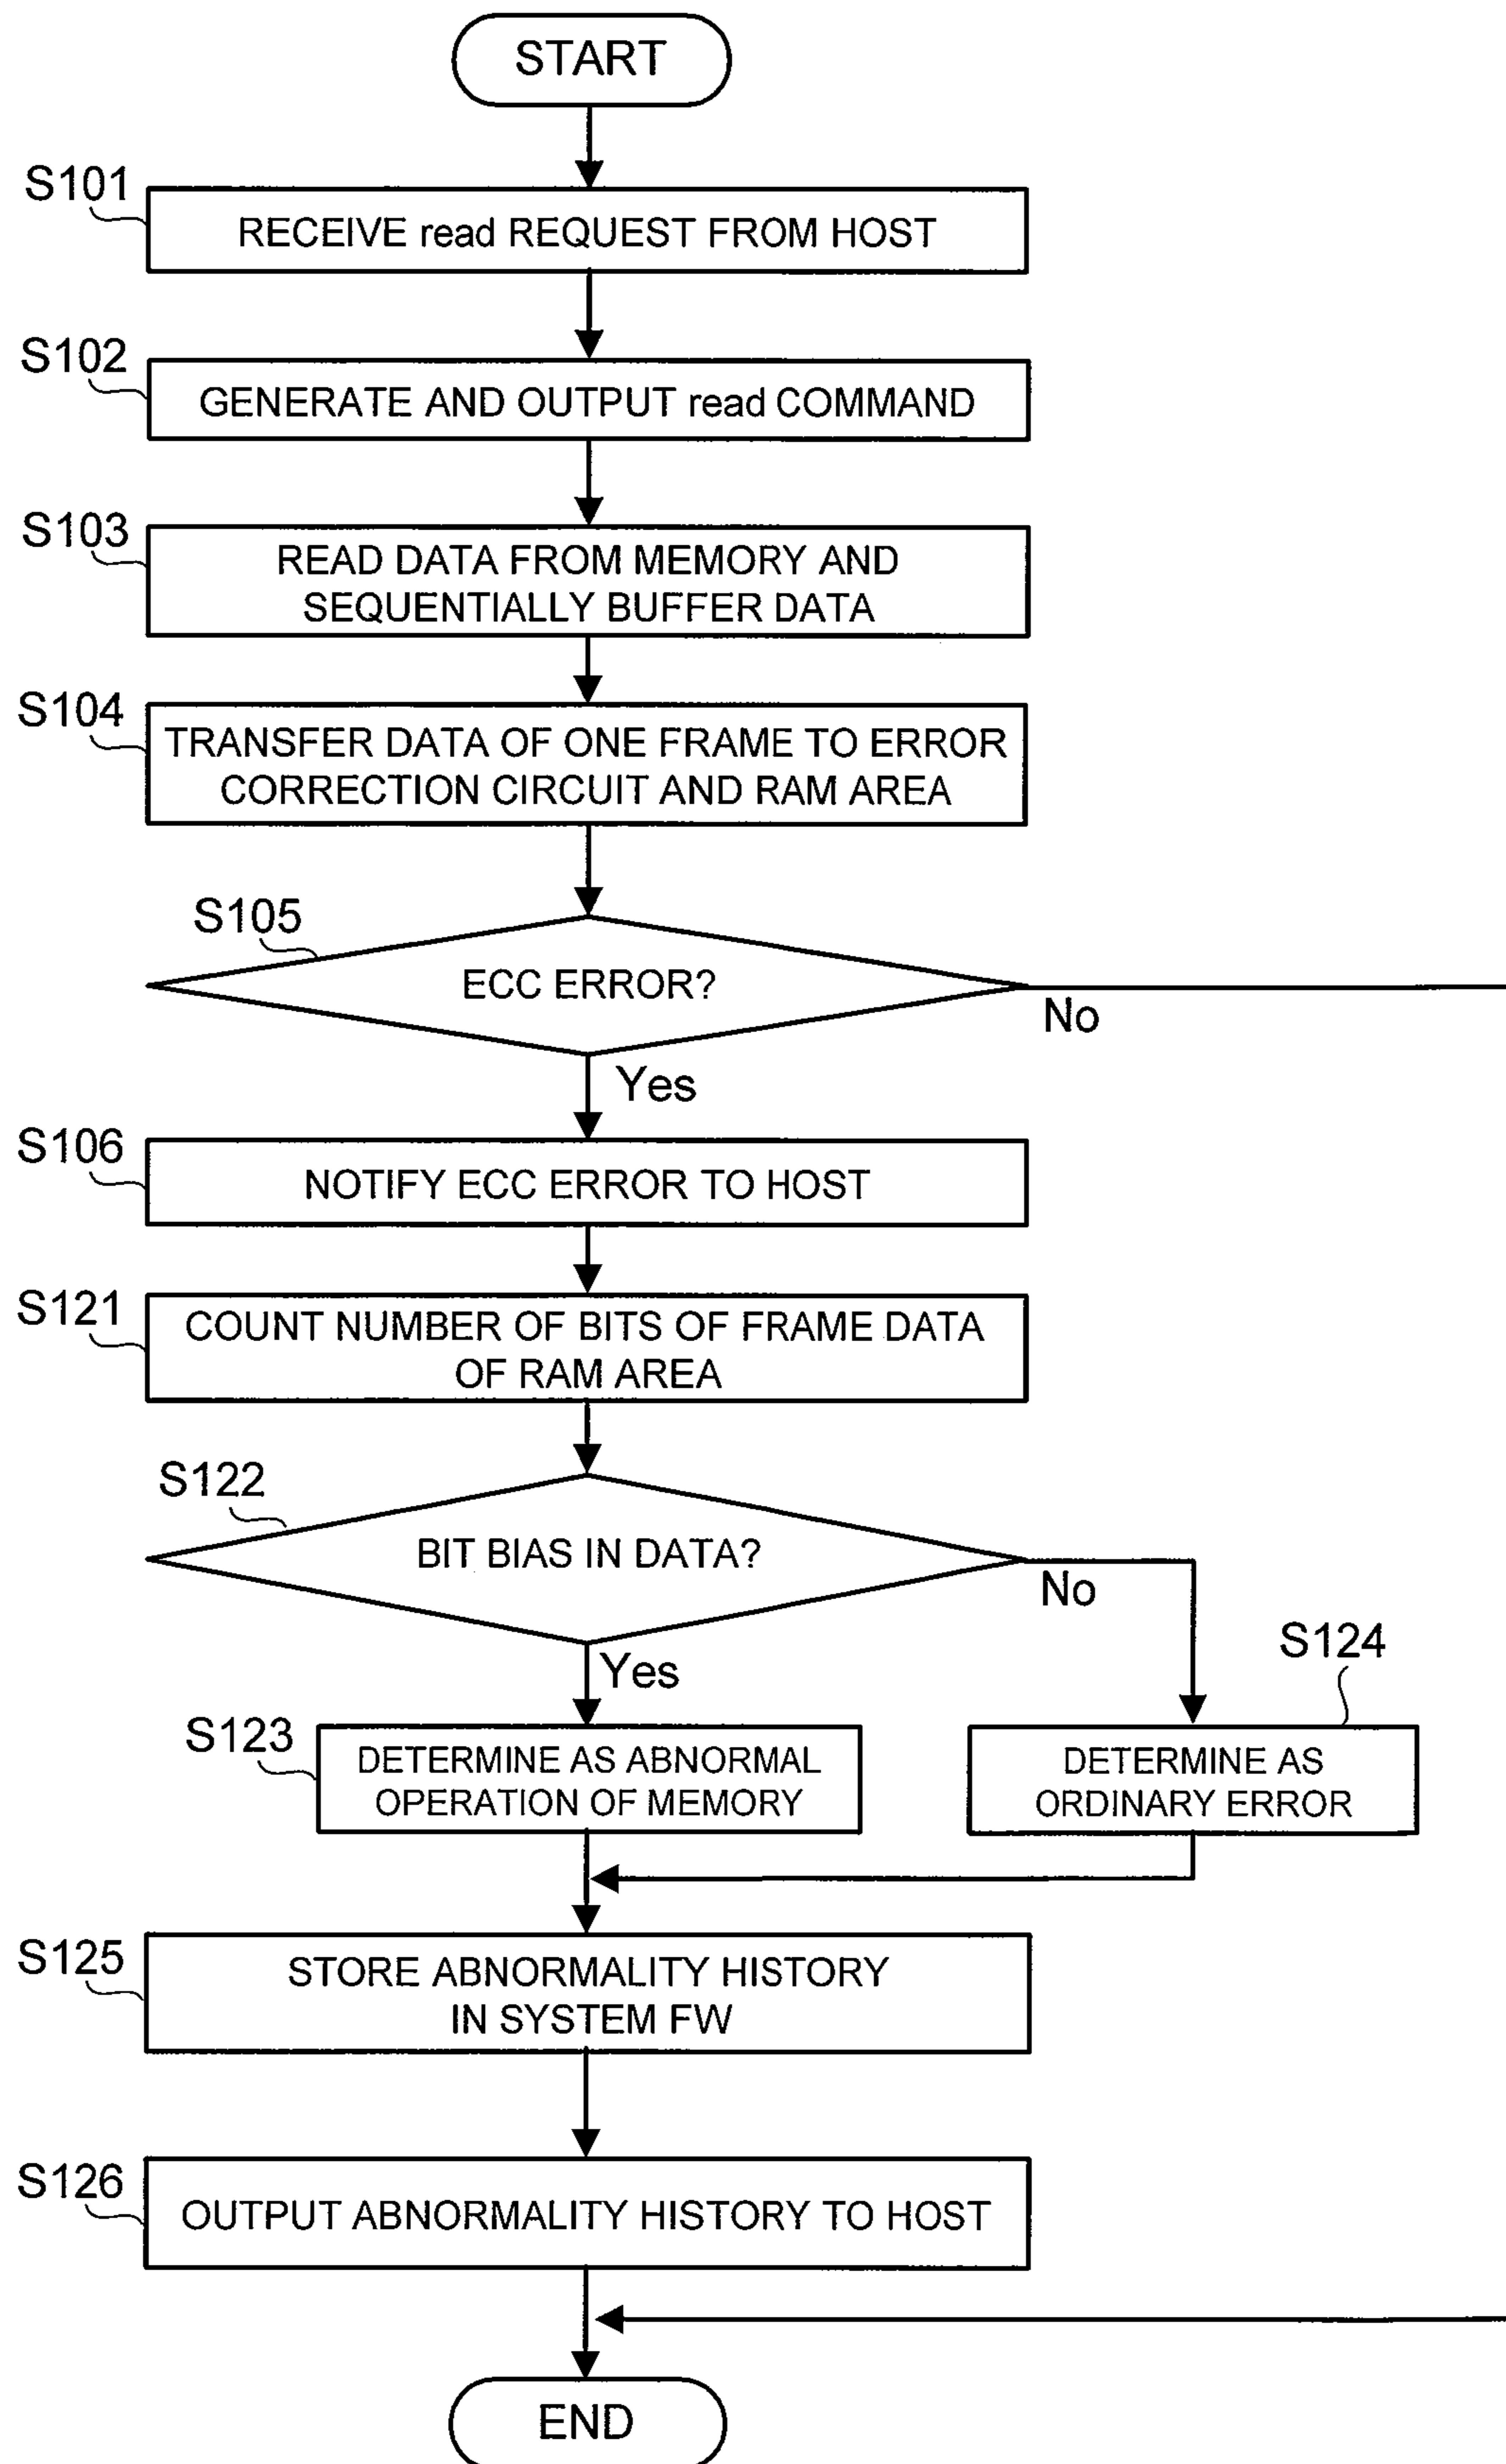 START
S101
RECEIVE read REQUEST FROM HOST
S102
GENERATE AND OUTPUT read COMMAND
S103
READ DATA FROM MEMORY AND
SEQUENTIALLY BUFFER DATA
S104
TRANSFER DATA OF ONE FRAME TO ERROR
CORRECTION CIRCUIT AND RAM AREA
S105
ECC ERROR?
No
Yes
S106
NOTIFY ECC ERROR TO HOST
S121
COUNT NUMBER OF BITS OF FRAME DATA
OF RAM AREA
S122
BIT BIAS IN DATA?
No
Yes
S123
DETERMINE AS ABNORMAL
OPERATION OF MEMORY
S124
DETERMINE AS
ORDINARY ERROR
S125
STORE ABNORMALITY HISTORY
IN SYSTEM FW
S126
OUTPUT ABNORMALITY HISTORY TO HOST
END